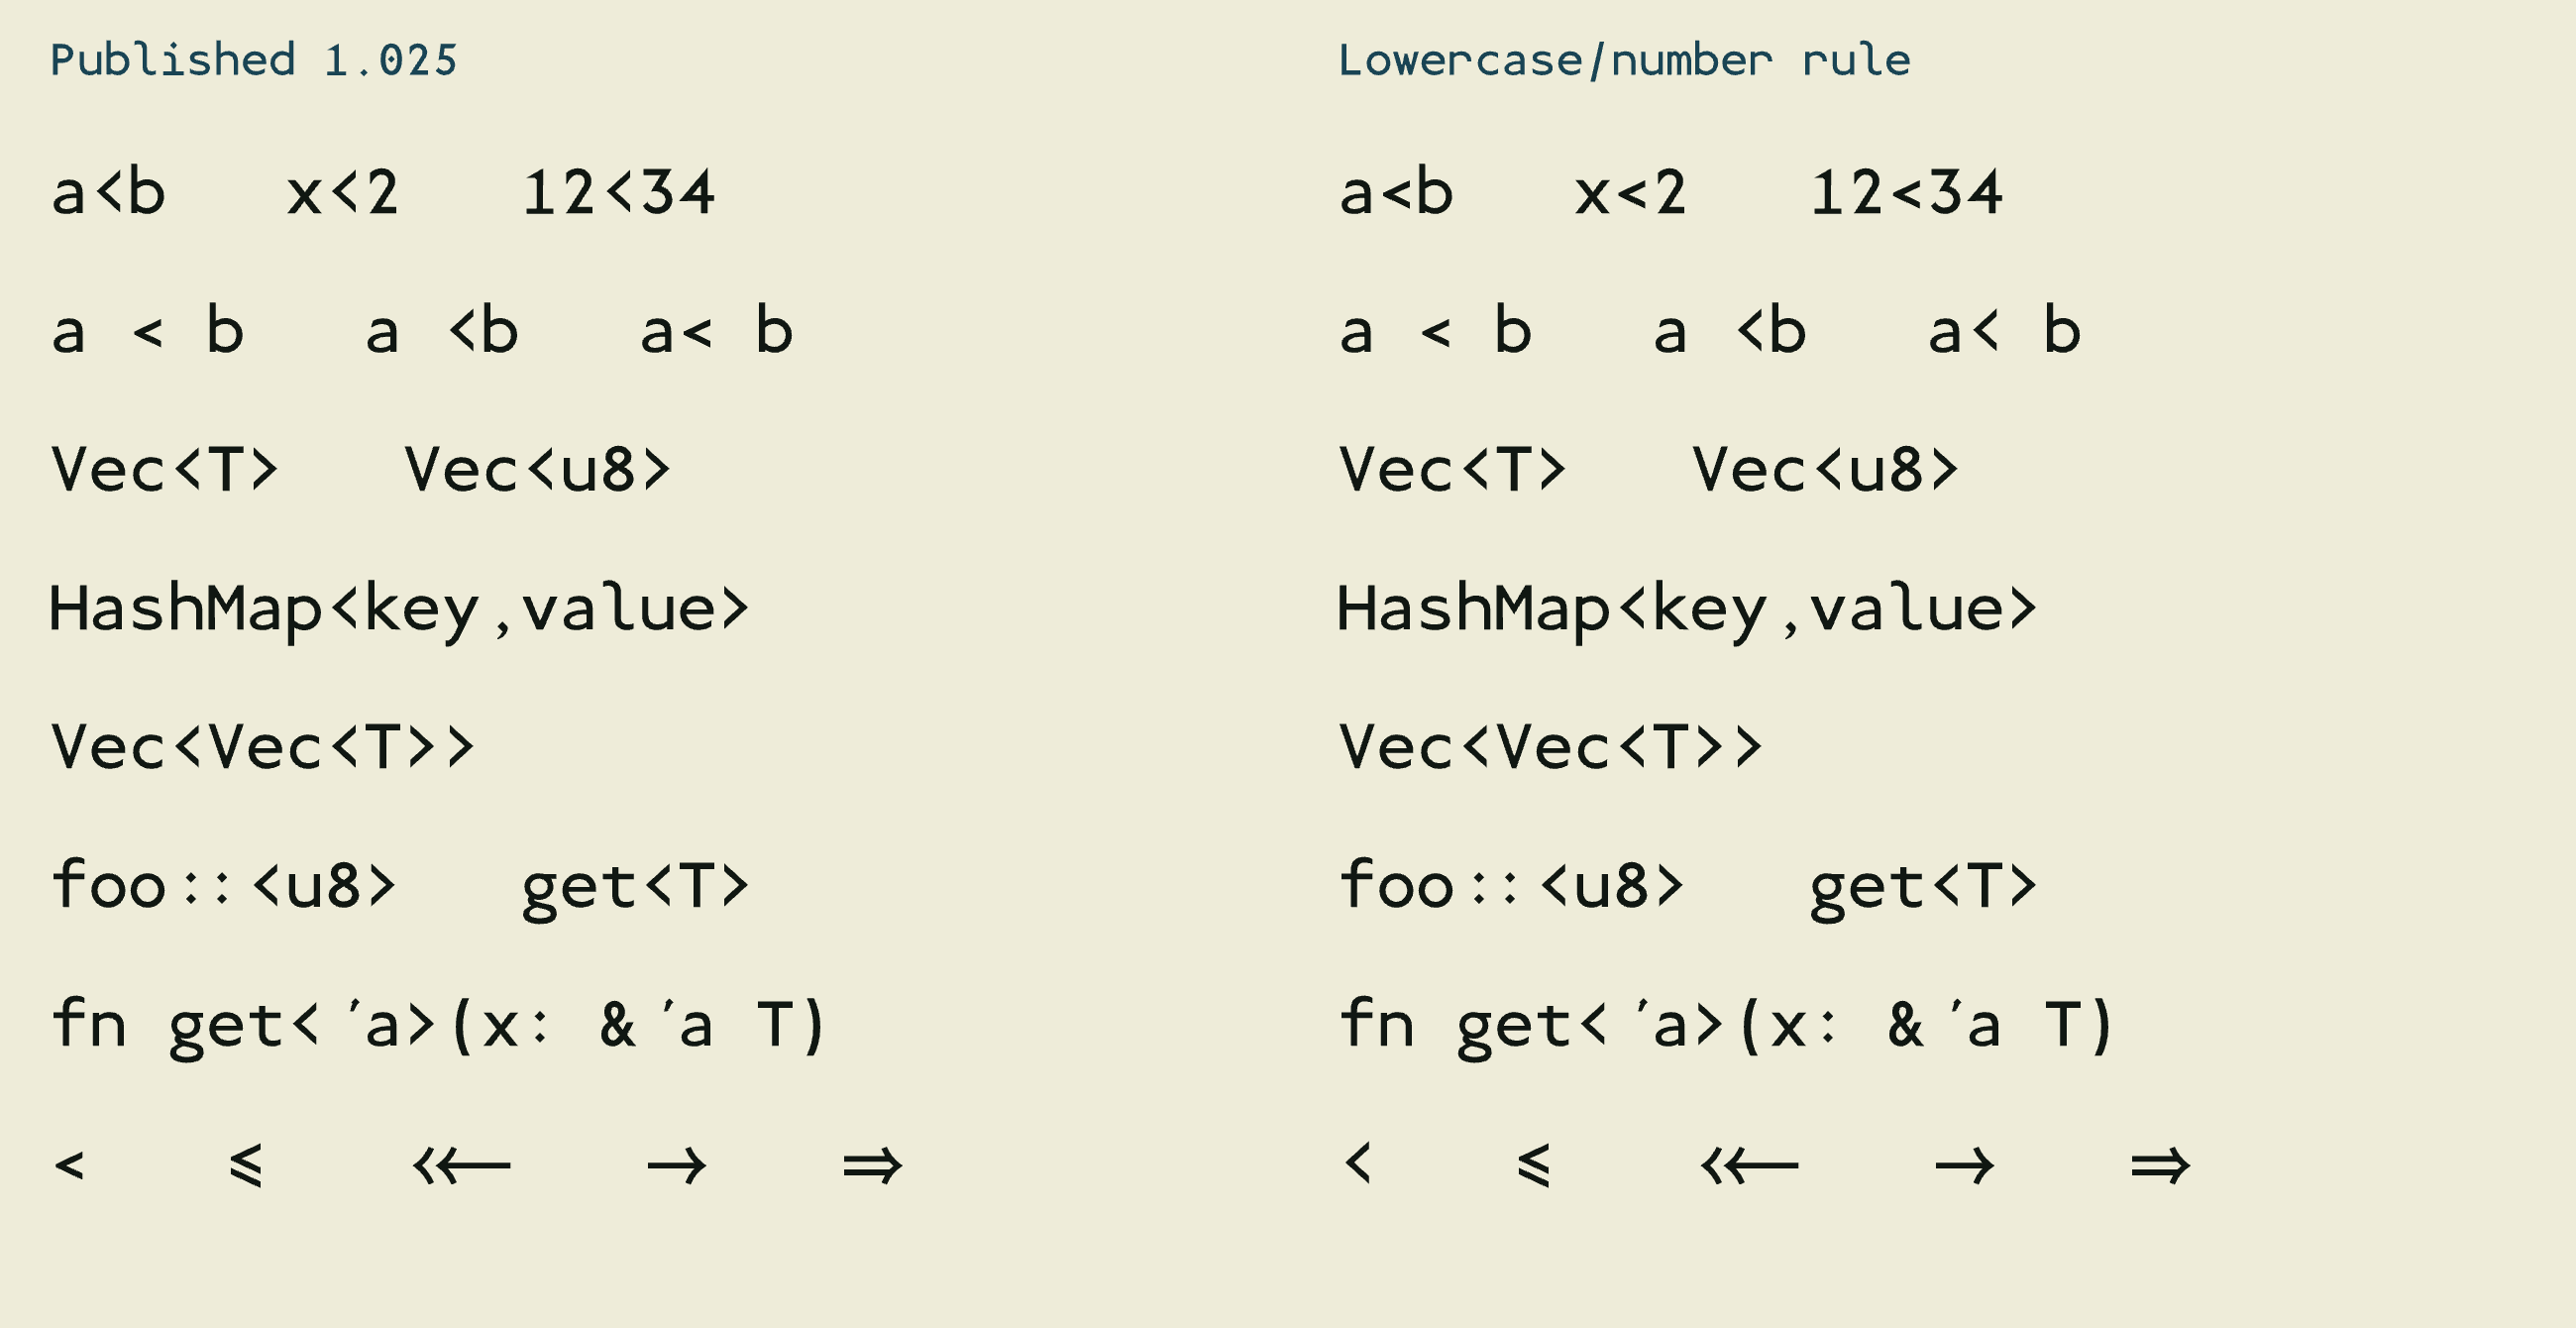 Published 1.025
a<b   x<2   12<34
a < b   a <b   a< b
Vec<T>   Vec<u8>
HashMap<key,value>
Vec<Vec<T>>
foo::<u8>   get<T>
fn get<'a>(x: &'a T)
<   ⩽   «←   →   ⇒
Lowercase/number rule
a<b   x<2   12<34
a < b   a <b   a< b
Vec<T>   Vec<u8>
HashMap<key,value>
Vec<Vec<T>>
foo::<u8>   get<T>
fn get<'a>(x: &'a T)
<   ⩽   «←   →   ⇒